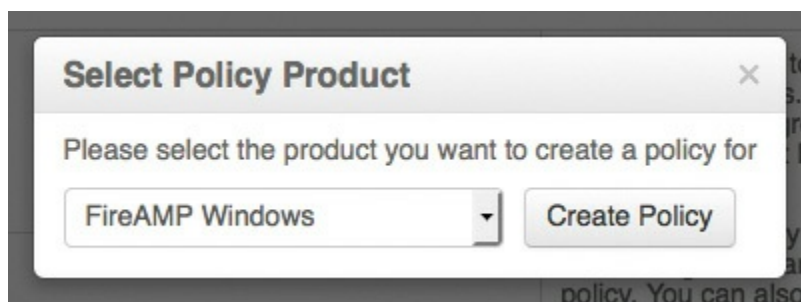 Select Policy Product
×
Please select the product you want to create a policy for
FireAMP Windows
Create Policy
policy. You can also